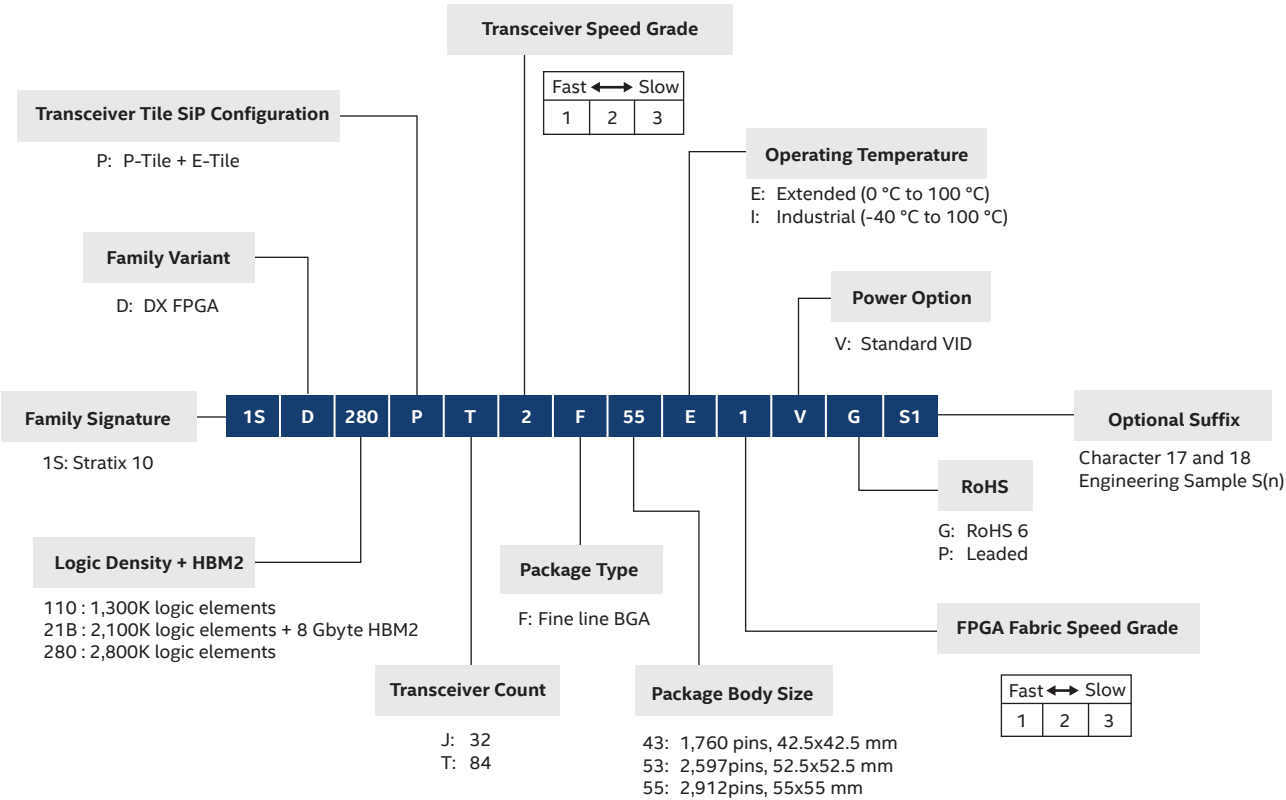 Transceiver Speed Grade
Fast Slow
1 2 3
Transceiver Tile SiP Configuration
P: P-Tile + E-Tile
Operating Temperature
E: Extended (0 °C to 100 °C)
I: Industrial (-40 °C to 100 °C)
Family Variant
D: DX FPGA
Power Option
V: Standard VID
Family Signature
1S: Stratix 10
1S D 280 P T 2 F 55 E 1 V G S1
Optional Suffix
Character 17 and 18
Engineering Sample S(n)
RoHS
G: RoHS 6
P: Leaded
Logic Density + HBM2
110 : 1,300K logic elements
21B : 2,100K logic elements + 8 Gbyte HBM2
280 : 2,800K logic elements
Package Type
F: Fine line BGA
FPGA Fabric Speed Grade
Fast Slow
1 2 3
Transceiver Count
J: 32
T: 84
Package Body Size
43: 1,760 pins, 42.5x42.5 mm
53: 2,597pins, 52.5x52.5 mm
55: 2,912pins, 55x55 mm